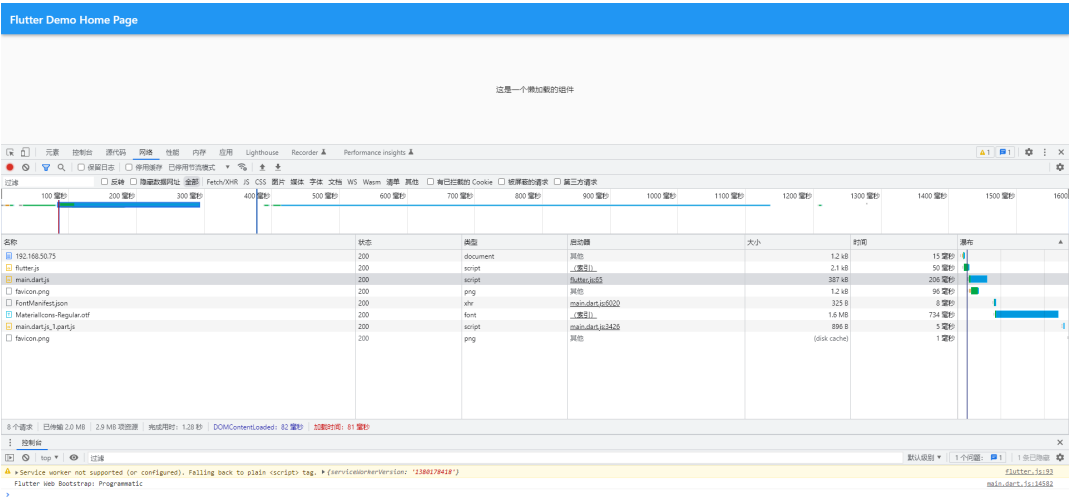 Flutter Demo Home Page
这是一个懒加载的组件
元素 控制台 源代码 网络 性能 内存 应用 Lighthouse Recorder Performance insights 1 1
保留日志 停用缓存 已停用节流模式
过滤 反转 隐藏数据网址 全部 Fetch/XHR JS CSS 图片 媒体 字体 文档 WS Wasm 清单 其他 有已拦截的 Cookie 被屏蔽的请求 第三方请求
100 毫秒 200 毫秒 300 毫秒 400 毫秒 500 毫秒 600 毫秒 700 毫秒 800 毫秒 900 毫秒 1000 毫秒 1100 毫秒 1200 毫秒 1300 毫秒 1400 毫秒 1500 毫秒 1600
名称 状态 类型 启动器 大小 时间 瀑布
192.168.50.75 200 document 其他 1.2 kB 15 毫秒
flutter.js 200 script (索引) 2.1 kB 50 毫秒
main.dart.js 200 script flutter.js:65 387 kB 206 毫秒
favicon.png 200 png 其他 1.2 kB 96 毫秒
FontManifest.json 200 xhr main.dart.js:6020 325 B 8 毫秒
MaterialIcons-Regular.otf 200 font (索引) 1.6 MB 734 毫秒
main.dart.js_1.part.js 200 script main.dart.js:3426 896 B 5 毫秒
favicon.png 200 png 其他 (disk cache) 1 毫秒
8 个请求 已传输 2.0 MB 2.9 MB 项资源 完成用时: 1.28 秒 DOMContentLoaded: 82 毫秒 加载时间: 81 毫秒
控制台
top 过滤 默认级别 1 个问题: 1 1 条已隐藏
Service worker not supported (or configured). Falling back to plain <script> tag. {serviceWorkerVersion: '1380178418'} flutter.js:93
Flutter Web Bootstrap: Programmatic main.dart.js:14582